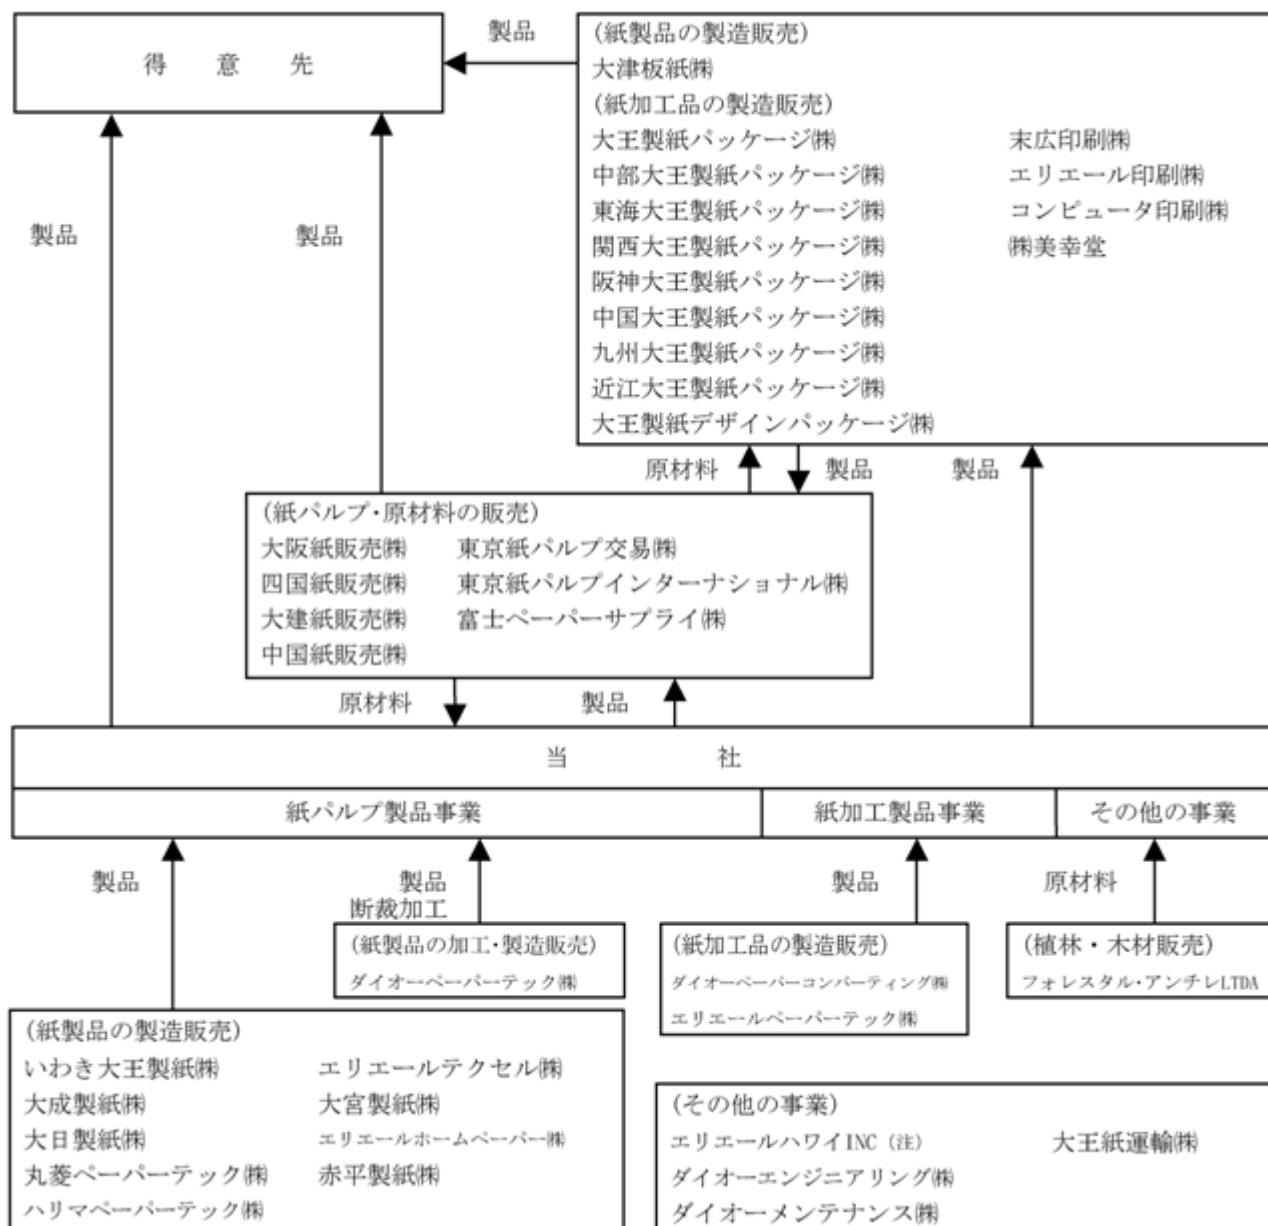 得 意 先
製品
(紙製品の製造販売)
大津板紙㈱
(紙加工品の製造販売)
大王製紙パッケージ㈱ 末広印刷㈱
中部大王製紙パッケージ㈱ エリエール印刷㈱
東海大王製紙パッケージ㈱ コンピュータ印刷㈱
関西大王製紙パッケージ㈱ ㈱美幸堂
阪神大王製紙パッケージ㈱
中国大王製紙パッケージ㈱
九州大王製紙パッケージ㈱
近江大王製紙パッケージ㈱
大王製紙デザインパッケージ㈱
製品 製品
原材料 製品 製品
(紙パルプ・原材料の販売)
大阪紙販売㈱ 東京紙パルプ交易㈱
四国紙販売㈱ 東京紙パルプインターナショナル㈱
大建紙販売㈱ 富士ペーパーサプライ㈱
中国紙販売㈱
原材料 製品
当 社
紙パルプ製品事業 紙加工製品事業 その他の事業
製品 製品 製品 原材料
断裁加工
(紙製品の加工・製造販売)
ダイオーペーパーテック㈱
(紙加工品の製造販売)
ダイオーペーパーコンバーティング㈱
エリエールペーパーテック㈱
(植林・木材販売)
フォレスタル・アンチレLTDA
(紙製品の製造販売)
いわき大王製紙㈱ エリエールテクセル㈱
大成製紙㈱ 大宮製紙㈱
大日製紙㈱ エリエールホームペーパー㈱
丸菱ペーパーテック㈱ 赤平製紙㈱
ハリマペーパーテック㈱
(その他の事業)
エリエールハワイINC (注) 大王紙運輸㈱
ダイオーエンジニアリング㈱
ダイオーメンテナンス㈱